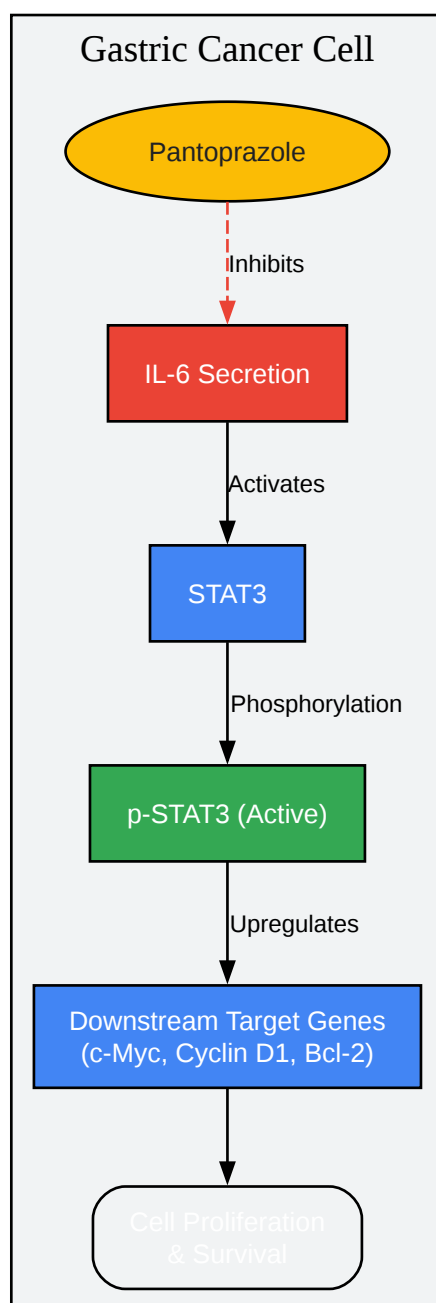 Gastric Cancer Cell
Pantoprazole
Inhibits
IL-6 Secretion
Activates
STAT3
Phosphorylation
p-STAT3 (Active)
Upregulates
Downstream Target Genes
(c-Myc, Cyclin D1, Bcl-2)
Cell Proliferation
& Survival